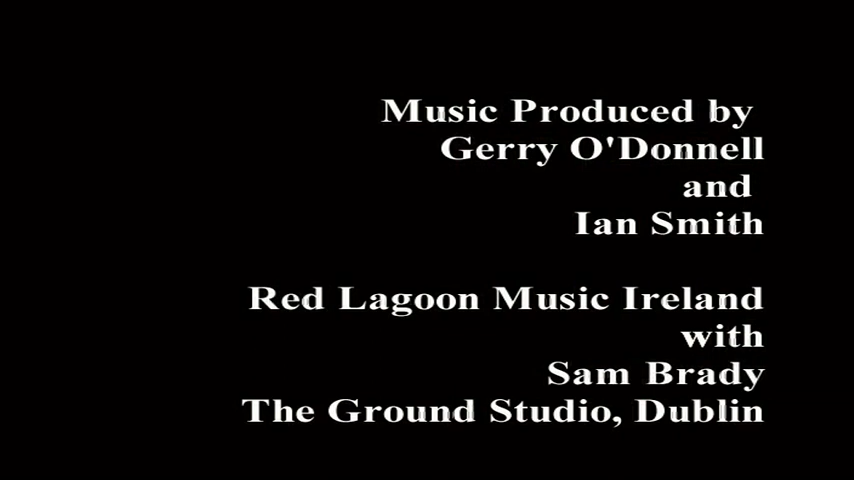 Music Produced by
Gerry O'Donnell
and
Ian Smith
Red Lagoon Music Ireland
with
Sam Brady
The Ground Studio, Dublin